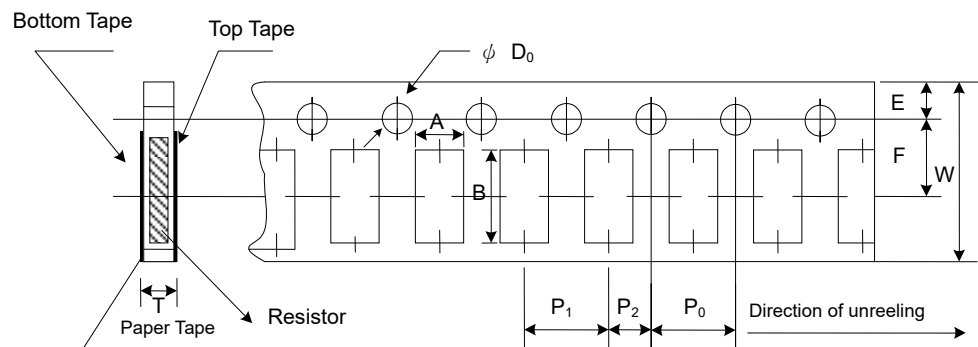 Bottom Tape
Top Tape
ψ D₀
E
A
F
B
W
T
P₁
P₂
P₀
Direction of unreeling
Paper Tape
Resistor